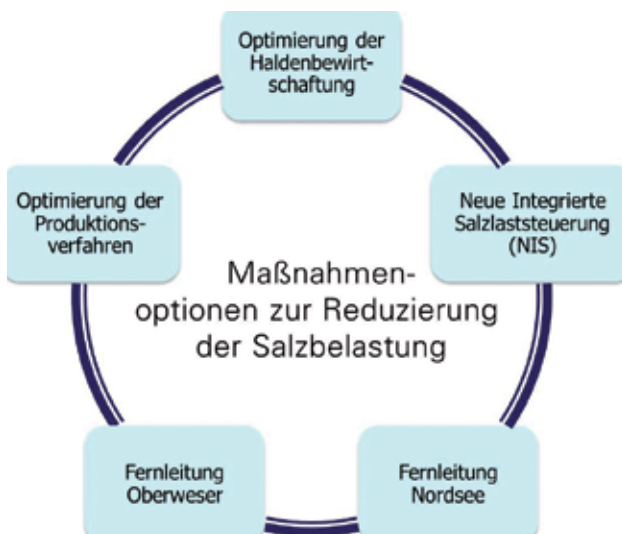 Optimierung der
Haldenbewirt-
schaftung
Optimierung der
Produktions-
verfahren
Neue Integrierte
Salzlaststeuerung
(NIS)
Maßnahmen-
optionen zur Reduzierung
der Salzbelastung
Fernleitung
Oberweser
Fernleitung
Nordsee